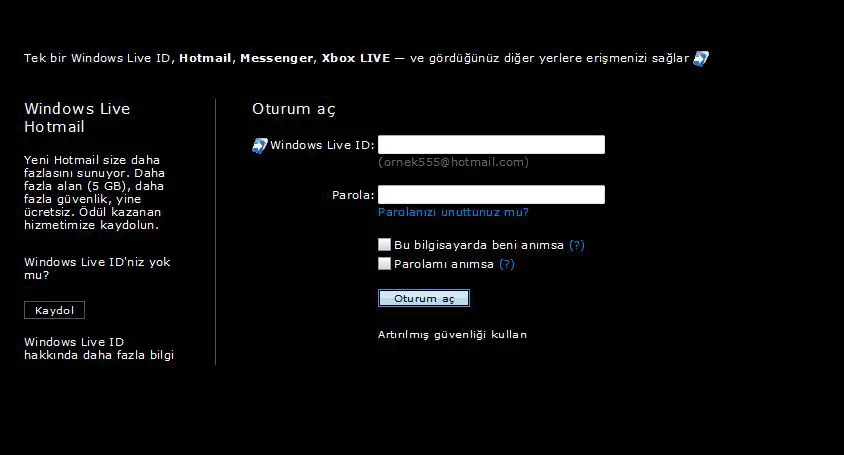 Tek bir Windows Live ID, Hotmail, Messenger, Xbox LIVE — ve gördüğünüz diğer yerlere erişmenizi sağlar
Windows Live
Hotmail
Yeni Hotmail size daha
fazlasını sunuyor. Daha
fazla alan (5 GB), daha
fazla güvenlik, yine
ücretsiz. Ödül kazanan
hizmetimize kaydolun.
Windows Live ID'niz yok
mu?
Kaydol
Windows Live ID
hakkında daha fazla bilgi
Oturum aç
Windows Live ID:
(ornek555@hotmail.com)
Parola:
Parolanızı unuttunuz mu?
Bu bilgisayarda beni anımsa (?)
Parolamı anımsa (?)
Oturum aç
Artırılmış güvenliği kullan